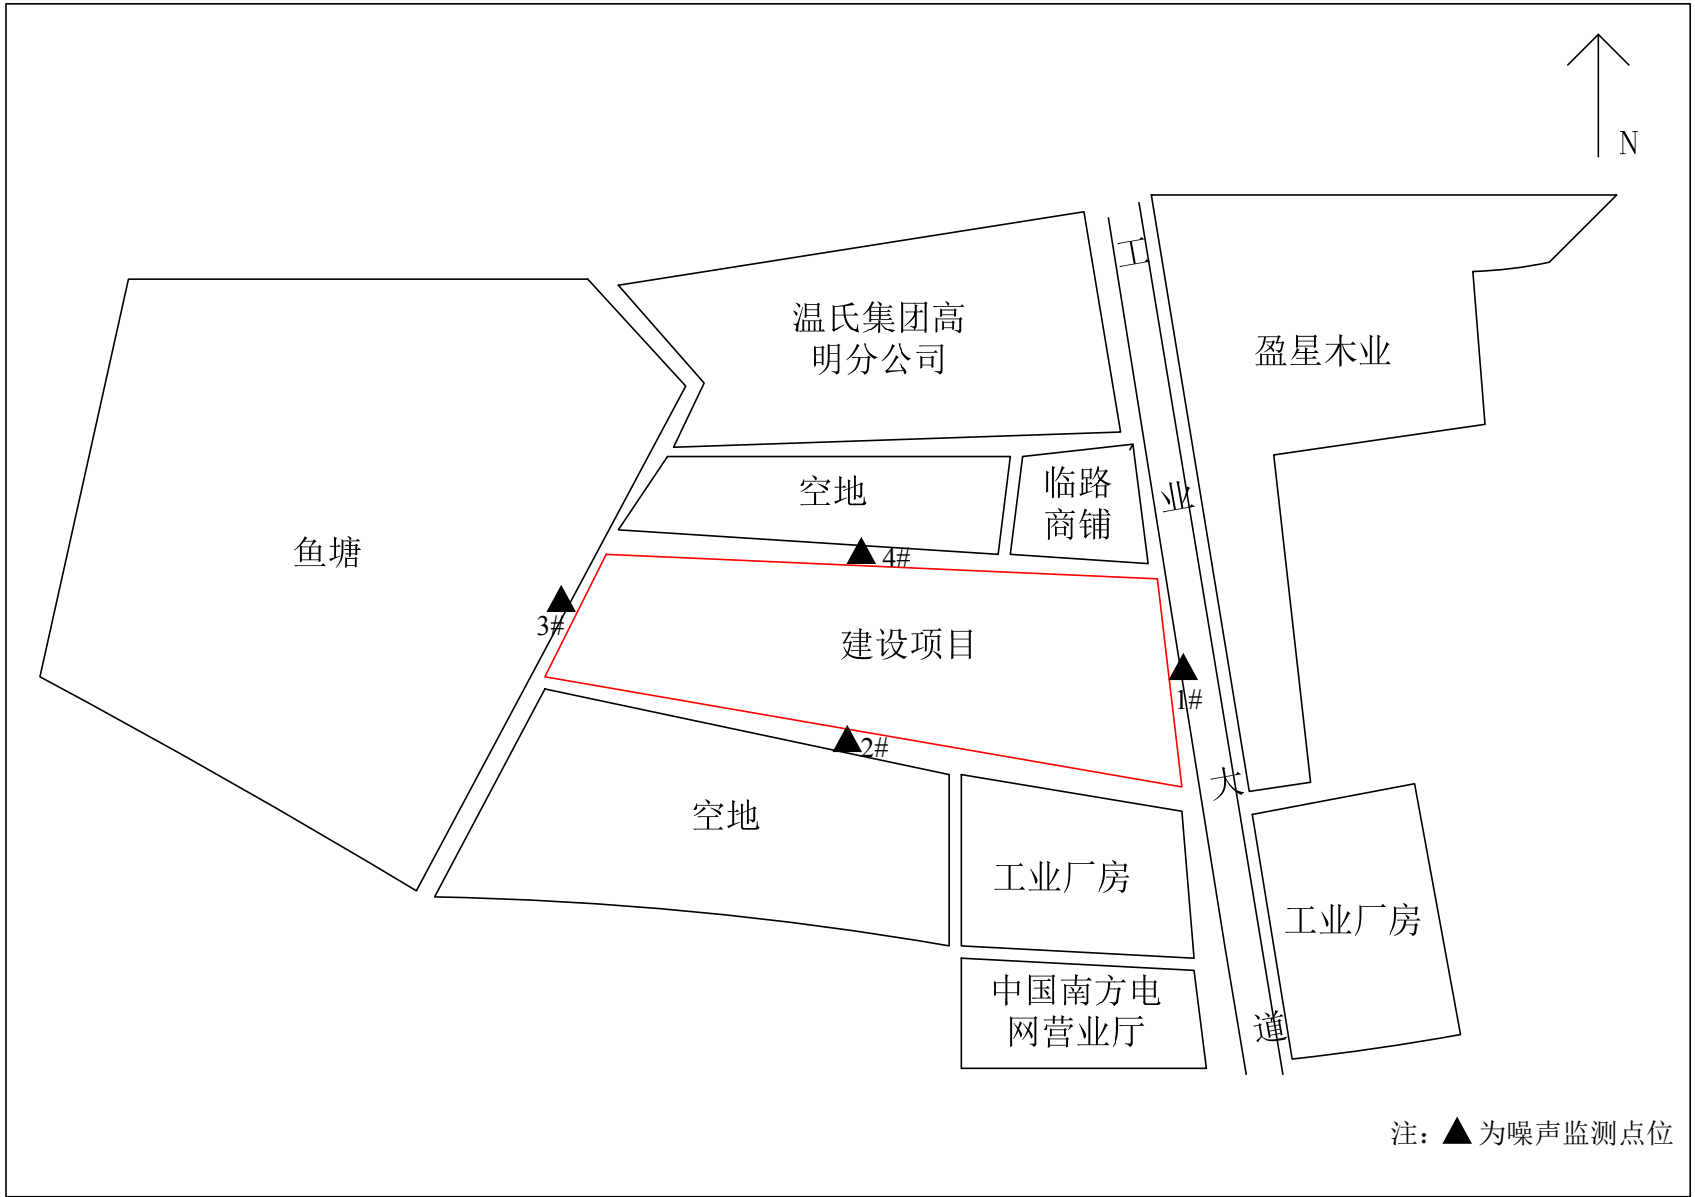 N
温氏集团高
明分公司
盈星木业
空地
临路
商铺
鱼塘
4#
3#
建设项目
1#
2#
空地
工业厂房
工业厂房
中国南方电
网营业厅
工业大道
注：▲为噪声监测点位